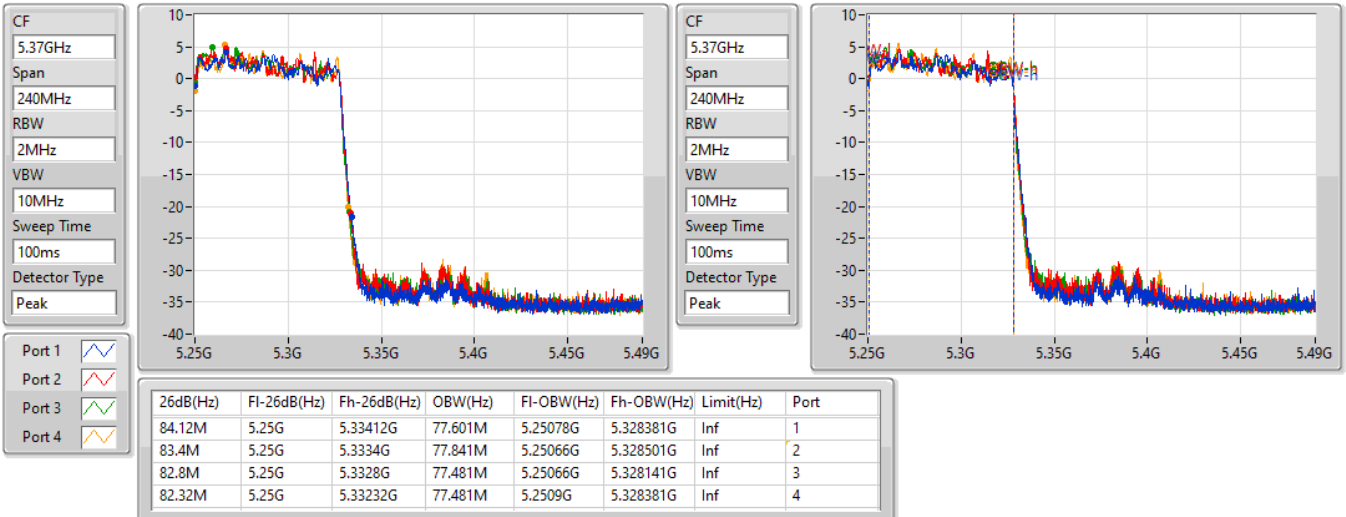 CF
5.37GHz
Span
240MHz
RBW
2MHz
VBW
10MHz
Sweep Time
100ms
Detector Type
Peak
10
5
0
-5
-10
-15
-20
-25
-30
-35
-40
5.25G 5.3G 5.35G 5.4G 5.45G 5.49G
CF
5.37GHz
Span
240MHz
RBW
2MHz
VBW
10MHz
Sweep Time
100ms
Detector Type
Peak
10
5
0
-5
-10
-15
-20
-25
-30
-35
-40
5.25G 5.3G 5.35G 5.4G 5.45G 5.49G
Port 1
Port 2
Port 3
Port 4
26dB(Hz) Fl-26dB(Hz) Fh-26dB(Hz) OBW(Hz) Fl-OBW(Hz) Fh-OBW(Hz) Limit(Hz) Port
84.12M 5.25G 5.33412G 77.601M 5.25078G 5.328381G Inf 1
83.4M 5.25G 5.3334G 77.841M 5.25066G 5.328501G Inf 2
82.8M 5.25G 5.3328G 77.481M 5.25066G 5.328141G Inf 3
82.32M 5.25G 5.33232G 77.481M 5.2509G 5.328381G Inf 4